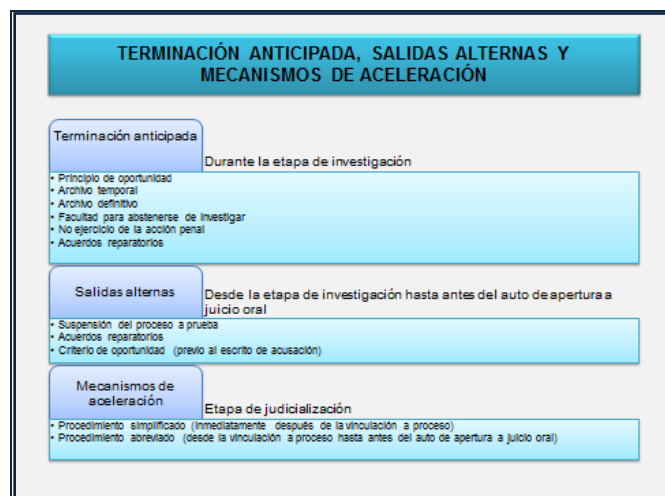 TERMINACIÓN ANTICIPADA, SALIDAS ALTERNAS Y
MECANISMOS DE ACELERACIÓN
Terminación anticipada
Durante la etapa de investigación
• Principio de oportunidad
• Archivo temporal
• Archivo definitivo
• Facultad para abstenerse de investigar
• No ejercicio de la acción penal
• Acuerdos reparatorios
Salidas alternas
Desde la etapa de investigación hasta antes del auto de apertura a
juicio oral
• Suspensión del proceso a prueba
• Acuerdos reparatorios
• Criterio de oportunidad (previo al escrito de acusación)
Mecanismos de
aceleración
Etapa de judicialización
• Procedimiento simplificado (inmediatamente después de la vinculación a proceso)
• Procedimiento abreviado (desde la vinculación a proceso hasta antes del auto de apertura a juicio oral)